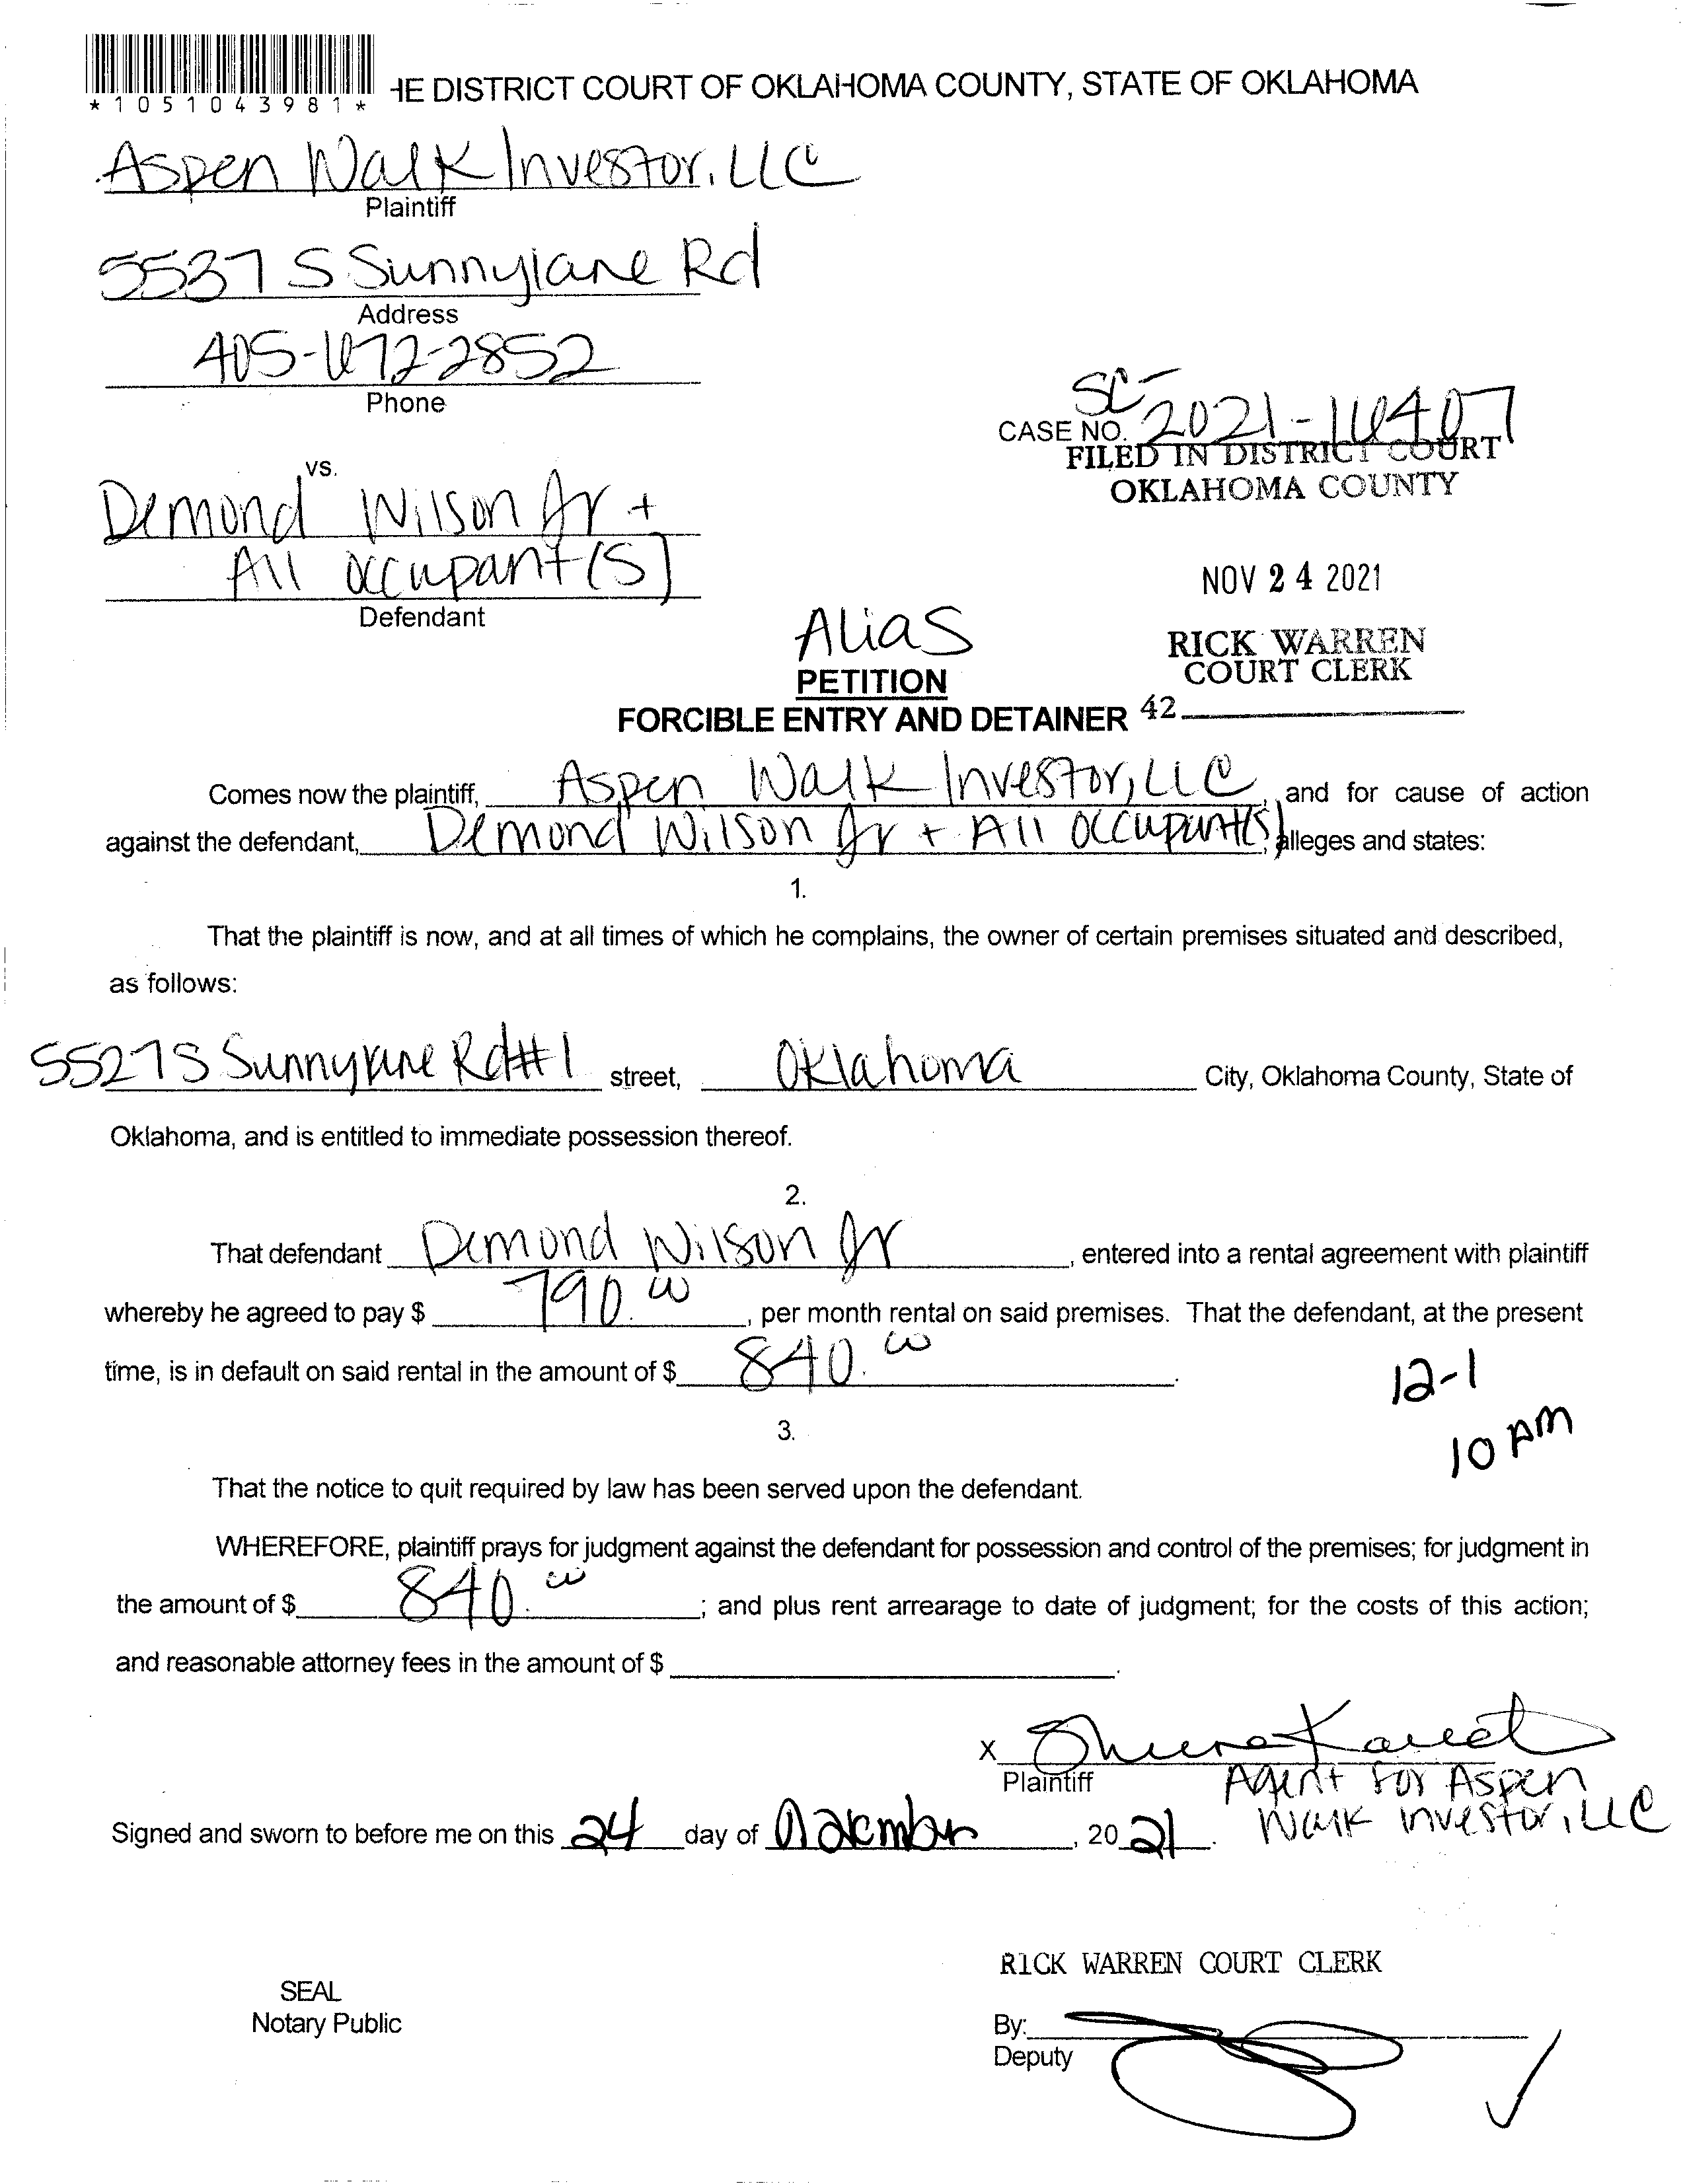 *1051043981*
HE DISTRICT COURT OF OKLAHOMA COUNTY, STATE OF OKLAHOMA
Aspen Walk Investor, LLC
Plaintiff
5537 S Sunnylane Rd
Address
405-672-2852
Phone
SC-
CASE NO. 2021-16407
FILED IN DISTRICT COURT
OKLAHOMA COUNTY
vs.
Demond Wilson Jr +
All occupant(s)
Defendant
NOV 24 2021
RICK WARREN
COURT CLERK
42
Alias
PETITION
FORCIBLE ENTRY AND DETAINER
Comes now the plaintiff, Aspen Walk Investor, LLC, and for cause of action
against the defendant, Demond Wilson Jr + All occupant(s), alleges and states:
1.
That the plaintiff is now, and at all times of which he complains, the owner of certain premises situated and described,
as follows:
5527 S Sunnylane Rd #1 street, Oklahoma City, Oklahoma County, State of
Oklahoma, and is entitled to immediate possession thereof.
2.
That defendant Demond Wilson Jr, entered into a rental agreement with plaintiff
whereby he agreed to pay $ 790.00, per month rental on said premises. That the defendant, at the present
time, is in default on said rental in the amount of $ 840.00.
12-1
10 AM
3.
That the notice to quit required by law has been served upon the defendant.
WHEREFORE, plaintiff prays for judgment against the defendant for possession and control of the premises; for judgment in
the amount of $ 840.00; and plus rent arrearage to date of judgment; for the costs of this action;
and reasonable attorney fees in the amount of $ .
X
Plaintiff
Agent for Aspen
Walk Investor, LLC
Signed and sworn to before me on this 24 day of November, 20 21.
RICK WARREN COURT CLERK
SEAL
Notary Public
By:
Deputy